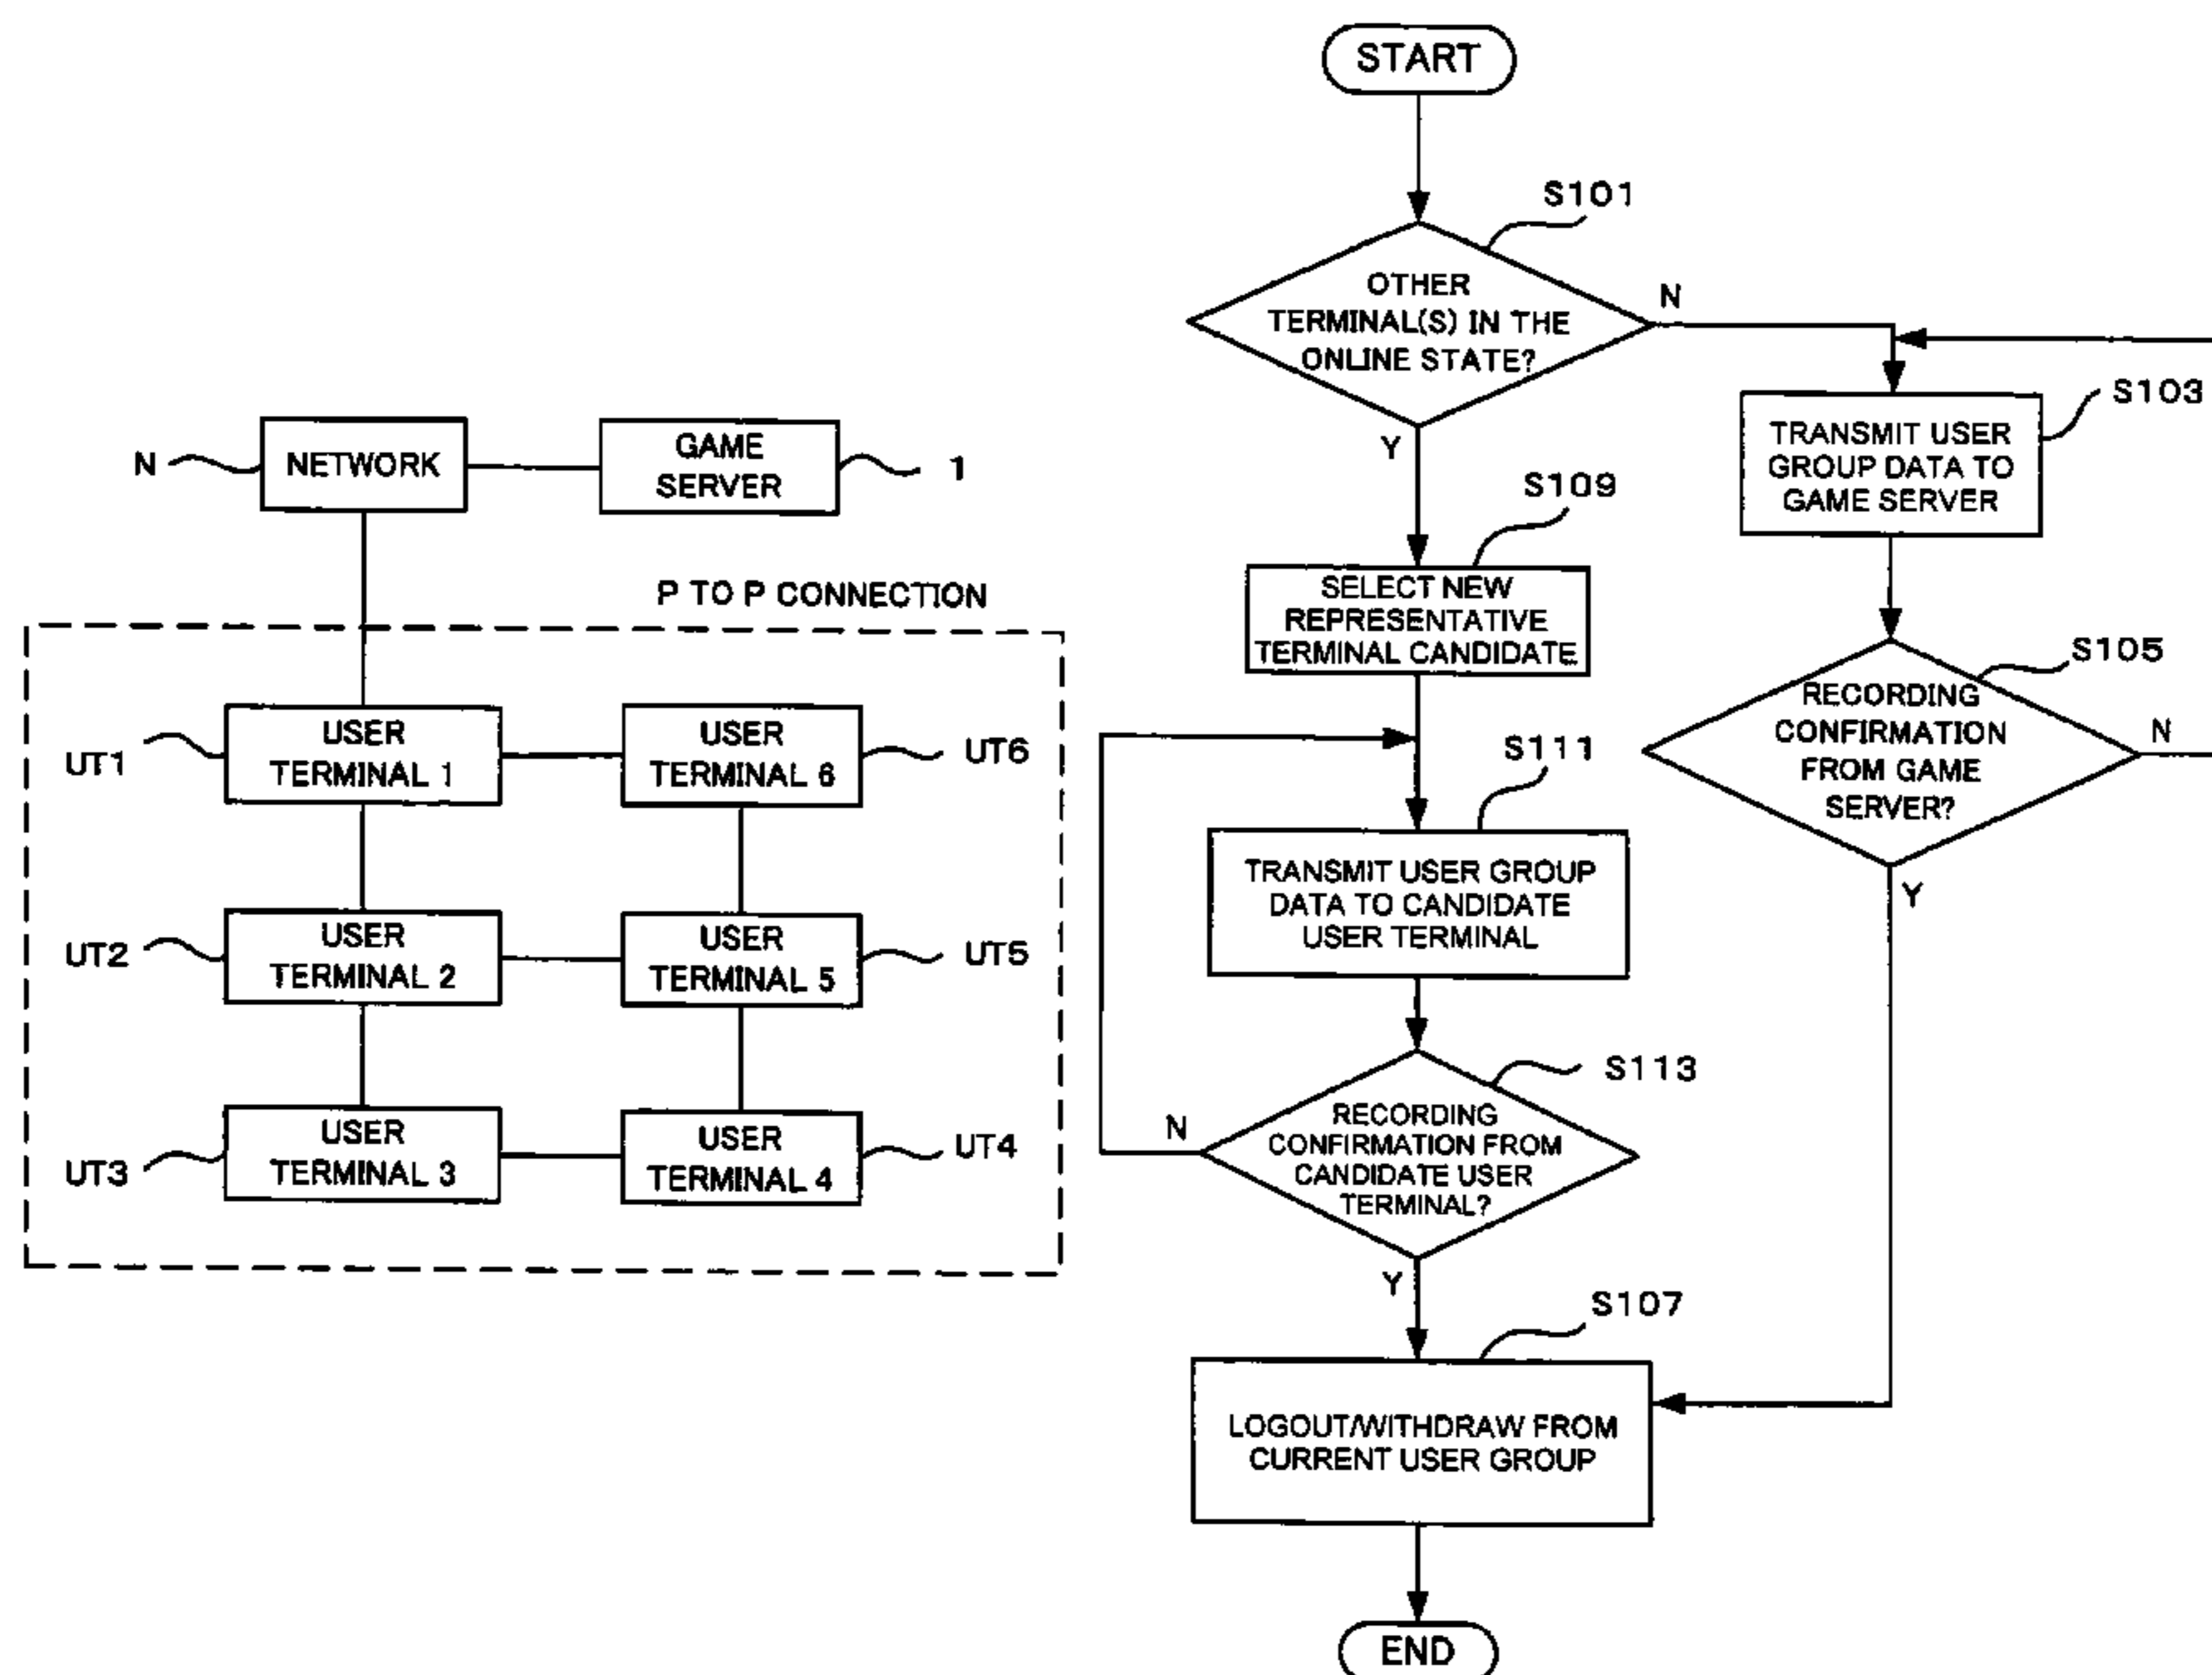 N
NETWORK
GAME
SERVER
1
P TO P CONNECTION
UT1
USER
TERMINAL 1
USER
TERMINAL 6
UT6
UT2
USER
TERMINAL 2
USER
TERMINAL 5
UT5
UT3
USER
TERMINAL 3
USER
TERMINAL 4
UT4
START
S101
OTHER
TERMINAL(S) IN THE
ONLINE STATE?
N
Y
S103
TRANSMIT USER
GROUP DATA TO
GAME SERVER
S105
RECORDING
CONFIRMATION
FROM GAME
SERVER?
N
Y
S109
SELECT NEW
REPRESENTATIVE
TERMINAL CANDIDATE
S111
TRANSMIT USER GROUP
DATA TO CANDIDATE
USER TERMINAL
S113
RECORDING
CONFIRMATION FROM
CANDIDATE USER
TERMINAL?
N
Y
S107
LOGOUT/WITHDRAW FROM
CURRENT USER GROUP
END